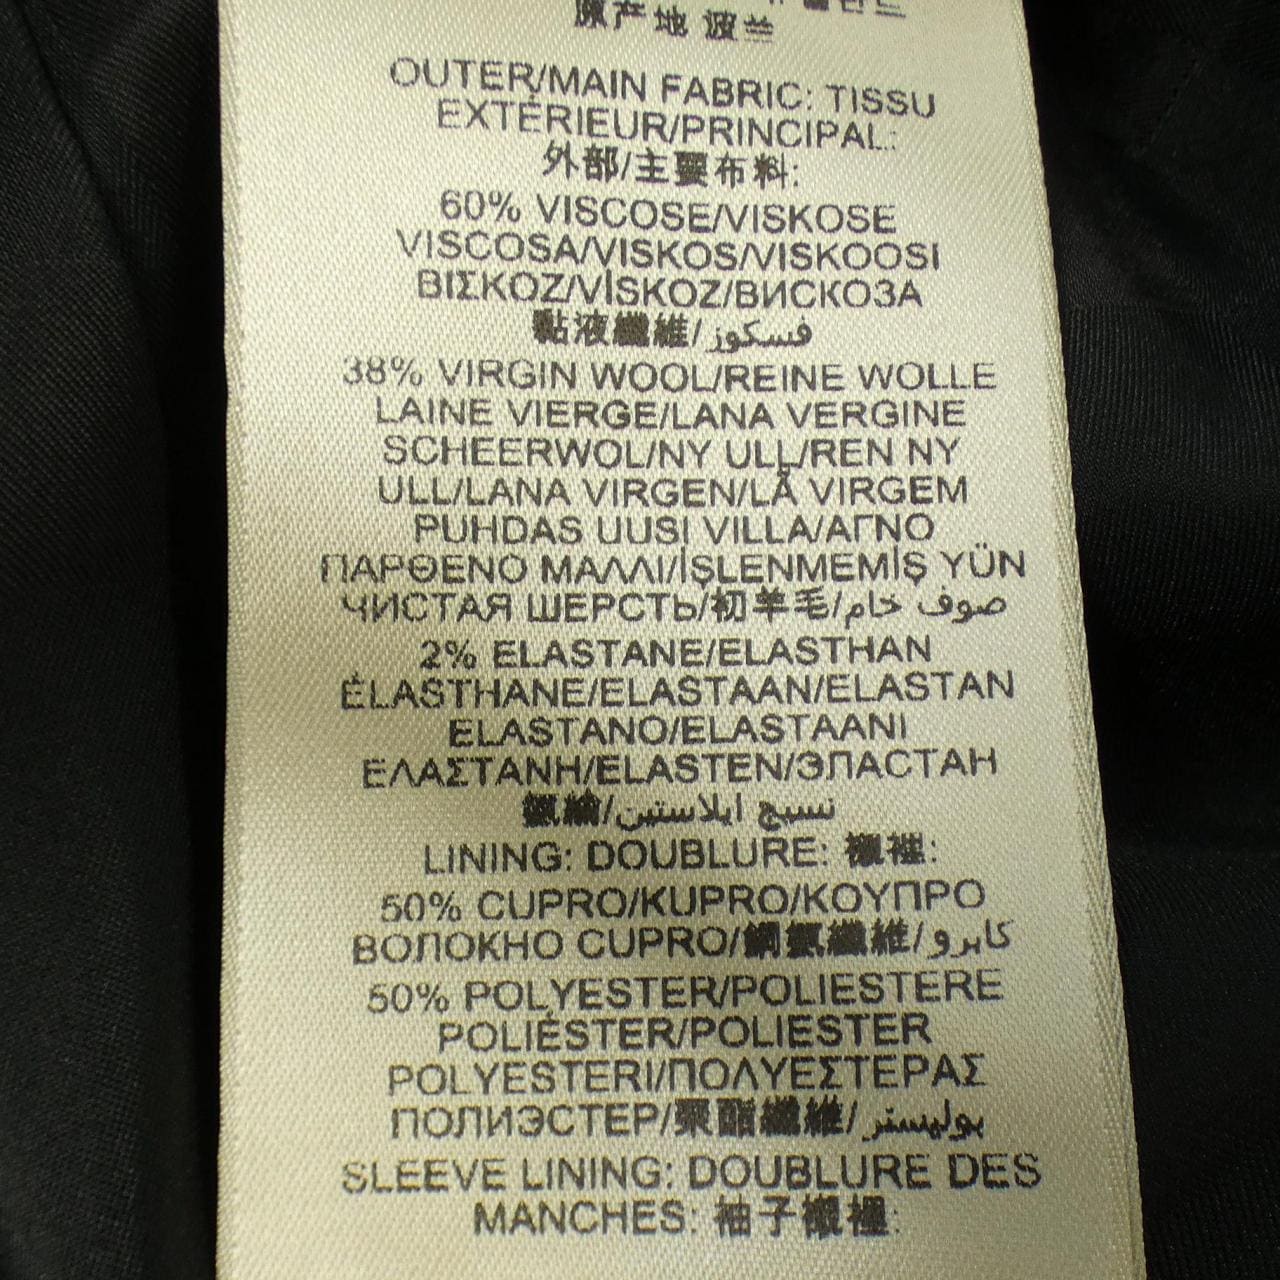 原产地 波兰
OUTER/MAIN FABRIC: TISSU
EXTÉRIEUR/PRINCIPAL:
外部/主要布料:
60% VISCOSE/VISKOSE
VISCOSA/VISKOS/VISKOOSI
ΒΙΣΚΟΖ/VİSKOZ/ВИСКОЗА
黏液纖維/فسكوز
38% VIRGIN WOOL/REINE WOLLE
LAINE VIERGE/LANA VERGINE
SCHEERWOL/NY ULL/REN NY
ULL/LANA VIRGEN/LÃ VIRGEM
PUHDAS UUSI VILLA/ΑΓΝΟ
ΠΑΡΘΕΝΟ ΜΑΛΛΙ/İŞLENMEMİŞ YÜN
ЧИСТАЯ ШЕРСТЬ/初羊毛/صوف خام
2% ELASTANE/ELASTHAN
ÉLASTHANE/ELASTAAN/ELASTAN
ELASTANO/ELASTAANI
ΕΛΑΣΤΑΝΗ/ELASTEN/ЭЛАСТАН
氨綸/نسيج ايلاستين
LINING: DOUBLURE: 襯裡:
50% CUPRO/KUPRO/ΚΟΥΠΡΟ
ВОЛОКНО CUPRO/銅氨纖維/كابرو
50% POLYESTER/POLIESTERE
POLIÉSTER/POLIESTER
POLYESTERI/ΠΟΛΥΕΣΤΕΡΑΣ
ПОЛИЭСТЕР/聚酯纖維/بوليستر
SLEEVE LINING: DOUBLURE DES
MANCHES: 袖子襯裡: